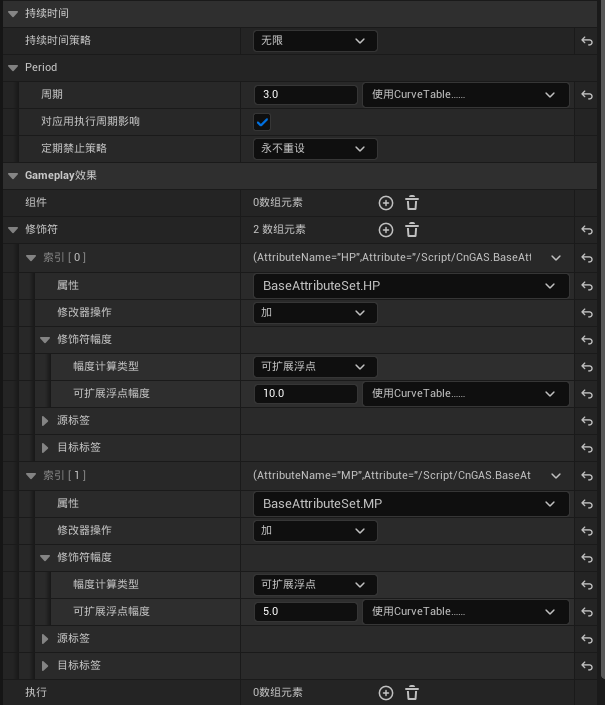 持续时间
持续时间策略 无限
Period
周期 3.0 使用CurveTable......
对应用执行周期影响
定期禁止策略 永不重设
Gameplay效果
组件 0数组元素
修饰符 2 数组元素
索引 [ 0 ] (AttributeName="HP",Attribute="/Script/CnGAS.BaseAtt
属性 BaseAttributeSet.HP
修改器操作 加
修饰符幅度
幅度计算类型 可扩展浮点
可扩展浮点幅度 10.0 使用CurveTable......
源标签
目标标签
索引 [ 1 ] (AttributeName="MP",Attribute="/Script/CnGAS.BaseAt
属性 BaseAttributeSet.MP
修改器操作 加
修饰符幅度
幅度计算类型 可扩展浮点
可扩展浮点幅度 5.0 使用CurveTable......
源标签
目标标签
执行 0数组元素